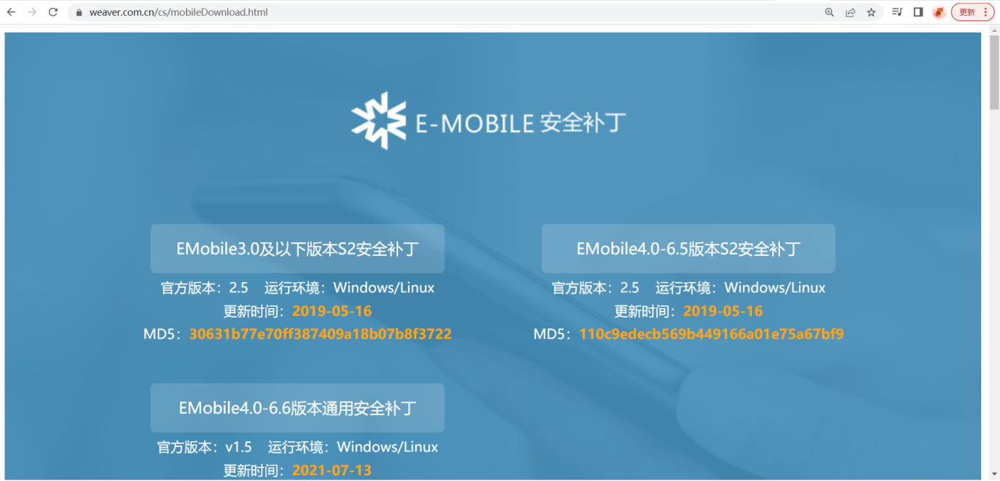 weaver.com.cn/cs/mobileDownload.html
更新
E-MOBILE 安全补丁
EMobile3.0及以下版本S2安全补丁
官方版本：2.5 运行环境：Windows/Linux
更新时间：2019-05-16
MD5：30631b77e70ff387409a18b07b8f3722
EMobile4.0-6.5版本S2安全补丁
官方版本：2.5 运行环境：Windows/Linux
更新时间：2019-05-16
MD5：110c9edecb569b449166a01e75a67bf9
EMobile4.0-6.6版本通用安全补丁
官方版本：v1.5 运行环境：Windows/Linux
更新时间：2021-07-13